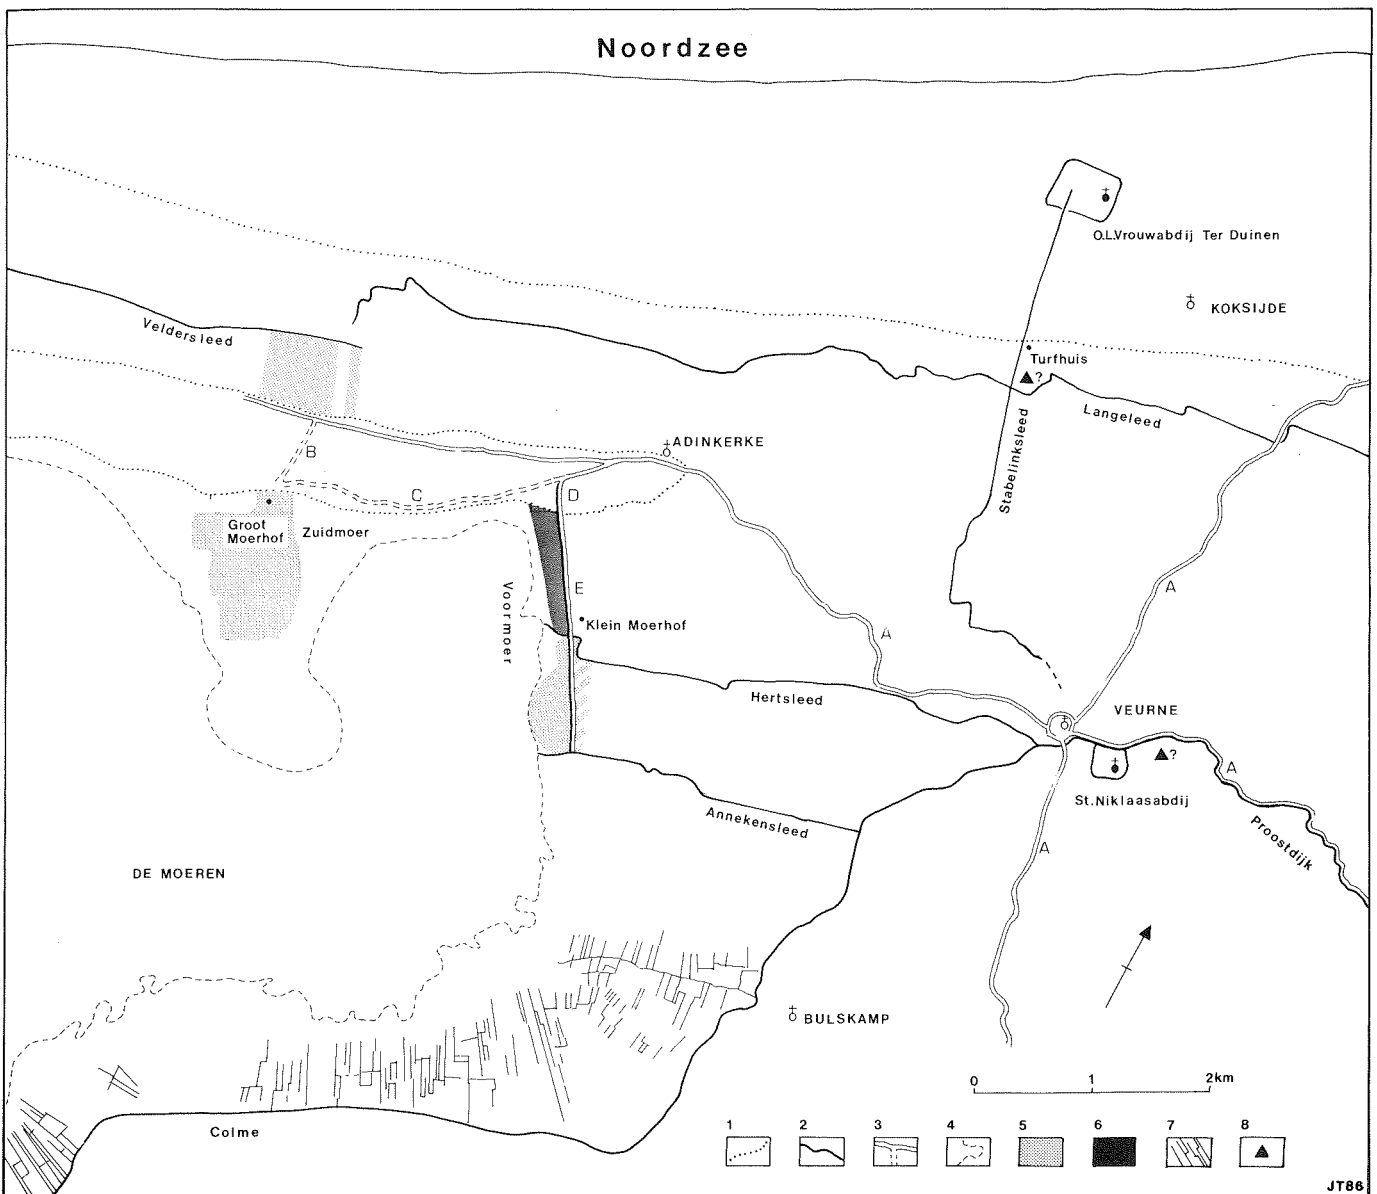 Noordzee
O.L.Vrouwabdij Ter Duinen
KOKSIJDE
Veldersleed
Turfhuis
?
Langeleed
Stabelinksleed
ADINKERKE
B
C
D
Groot
Moerhof
Zuidmoer
Voormoer
E
Klein Moerhof
A
A
Hertsleed
VEURNE
?
A
St.Niklaasabdij
Annekensleed
Proostdijk
A
DE MOEREN
BULSKAMP
0 1 2km
Colme
1 2 3 4 5 6 7 8
JT86